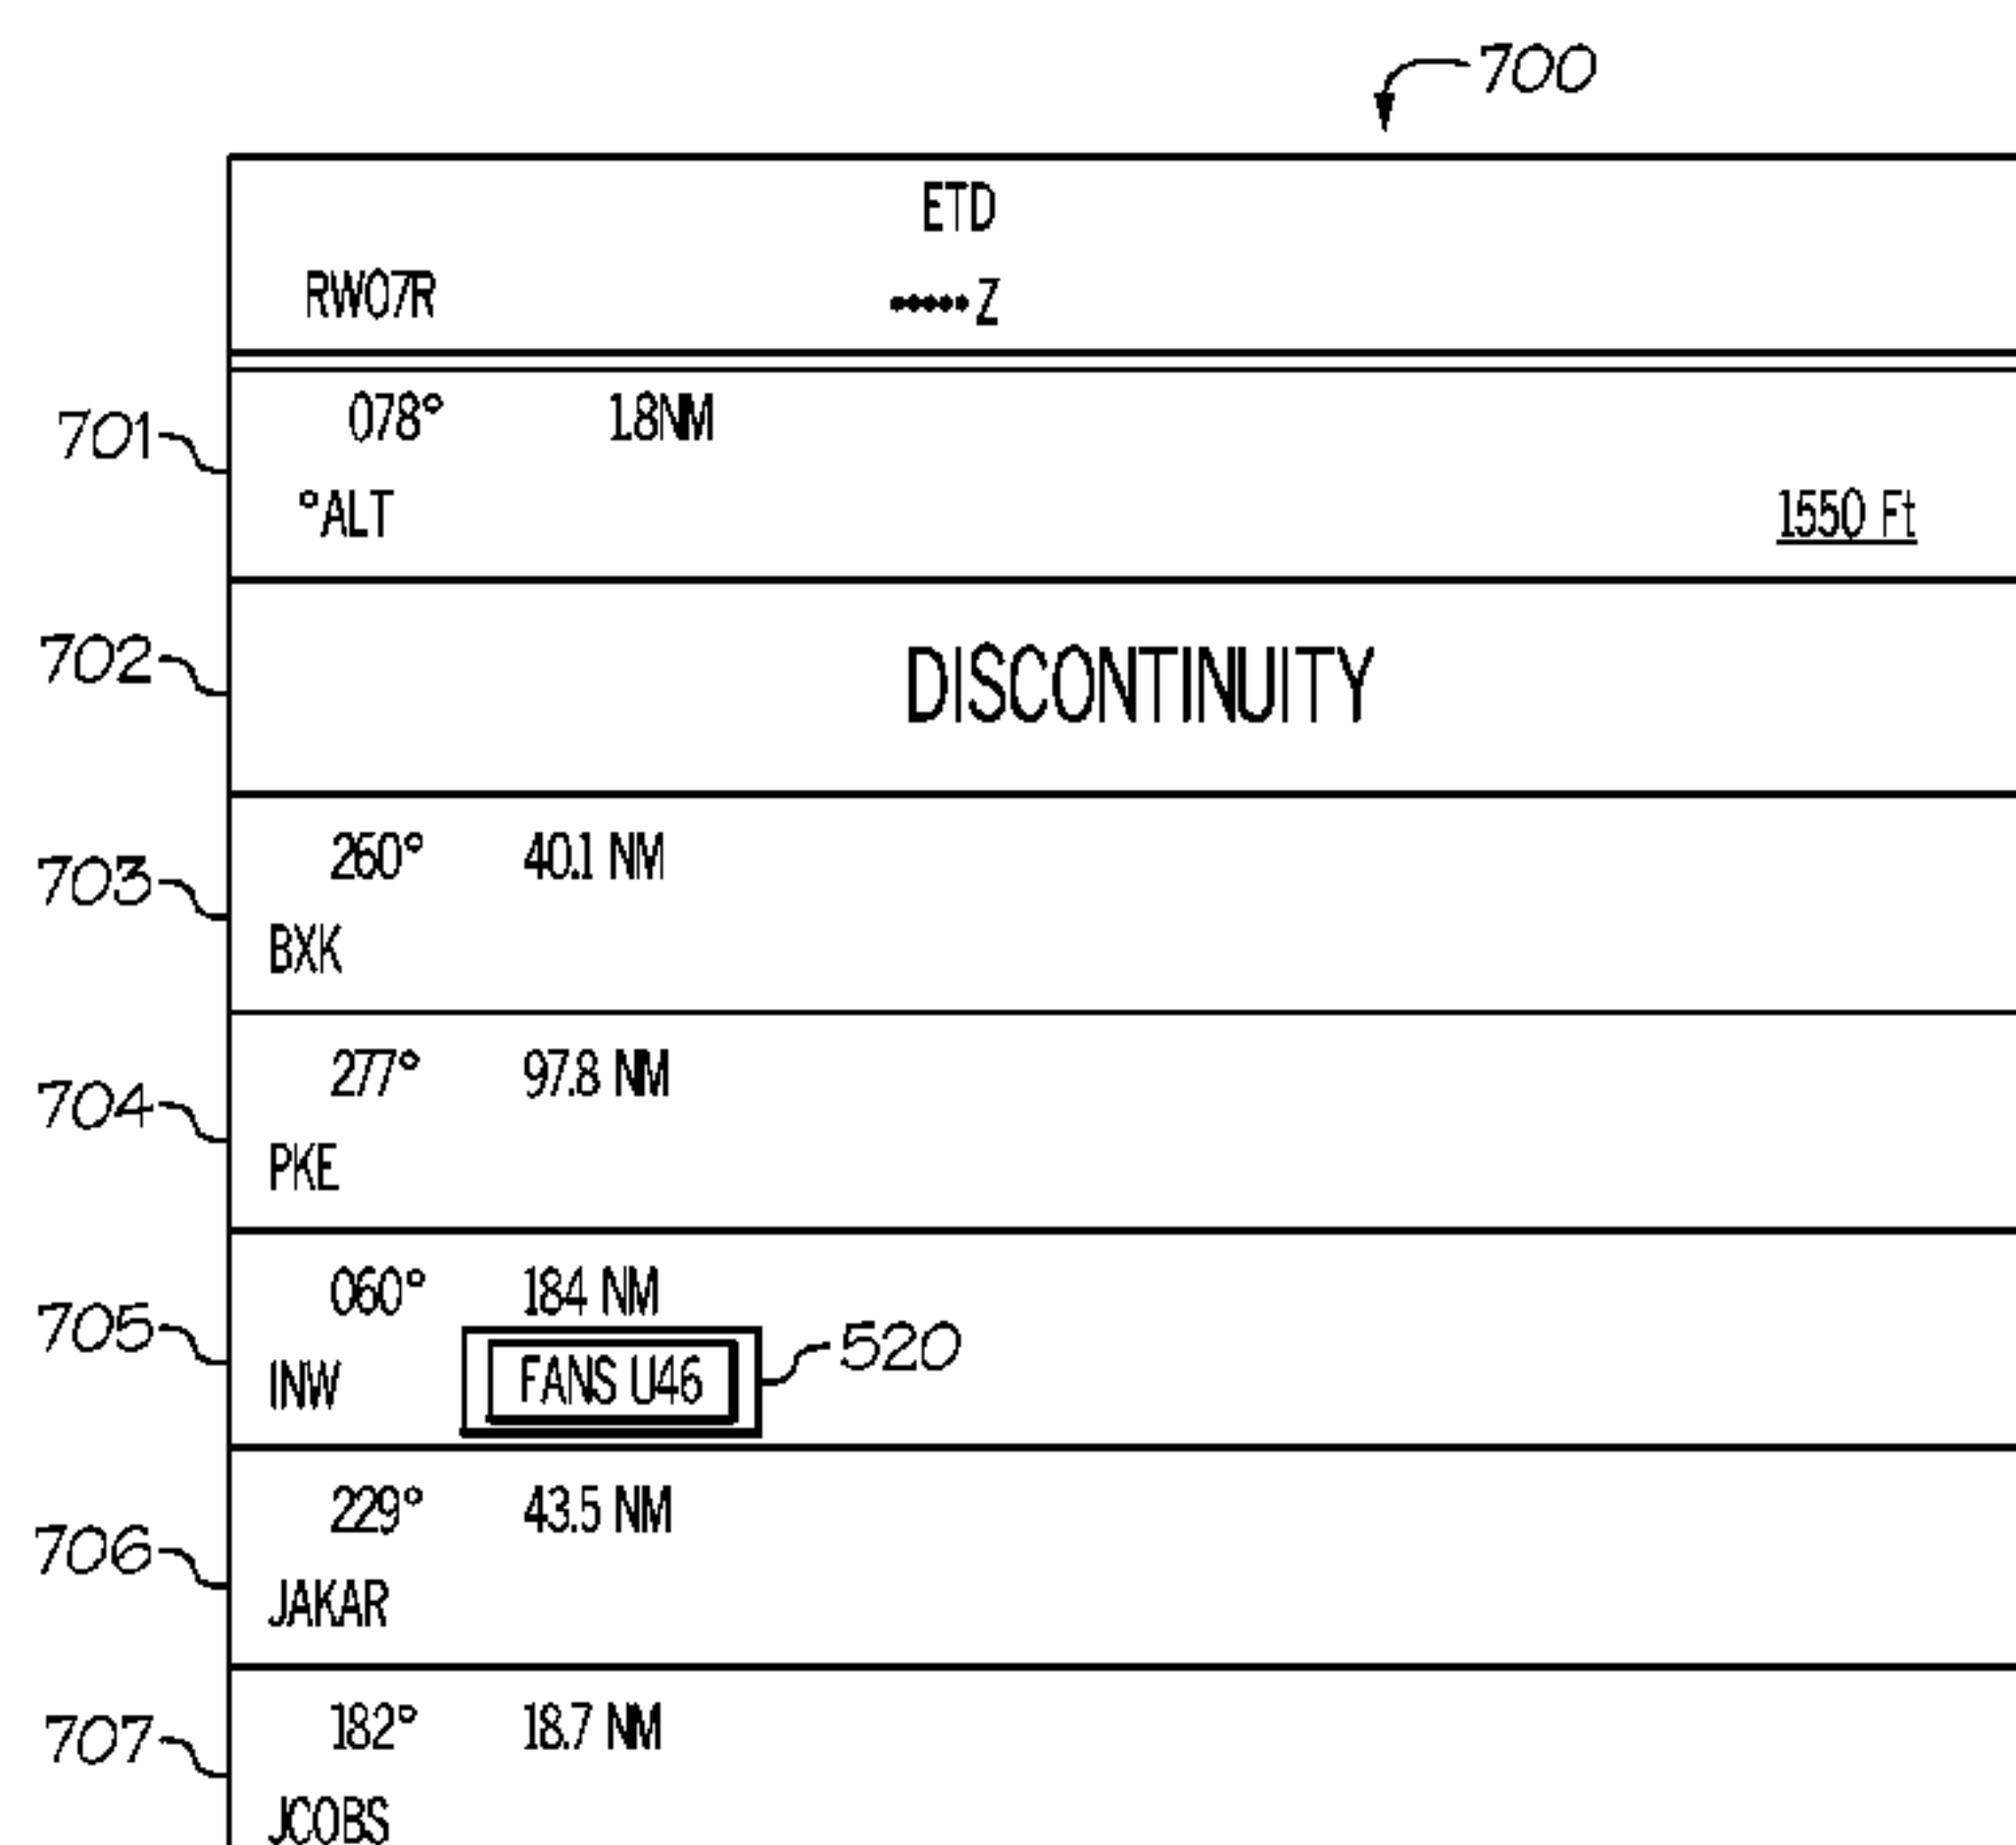 700
ETD
RW07R •••••Z
701 078° 1.8NM
°ALT 1550 Ft
702 DISCONTINUITY
703 260° 40.1 NM
BXK
704 277° 97.8 NM
PKE
705 060° 184 NM
INW FANS U46 520
706 229° 43.5 NM
JAKAR
707 182° 18.7 NM
JCOBS